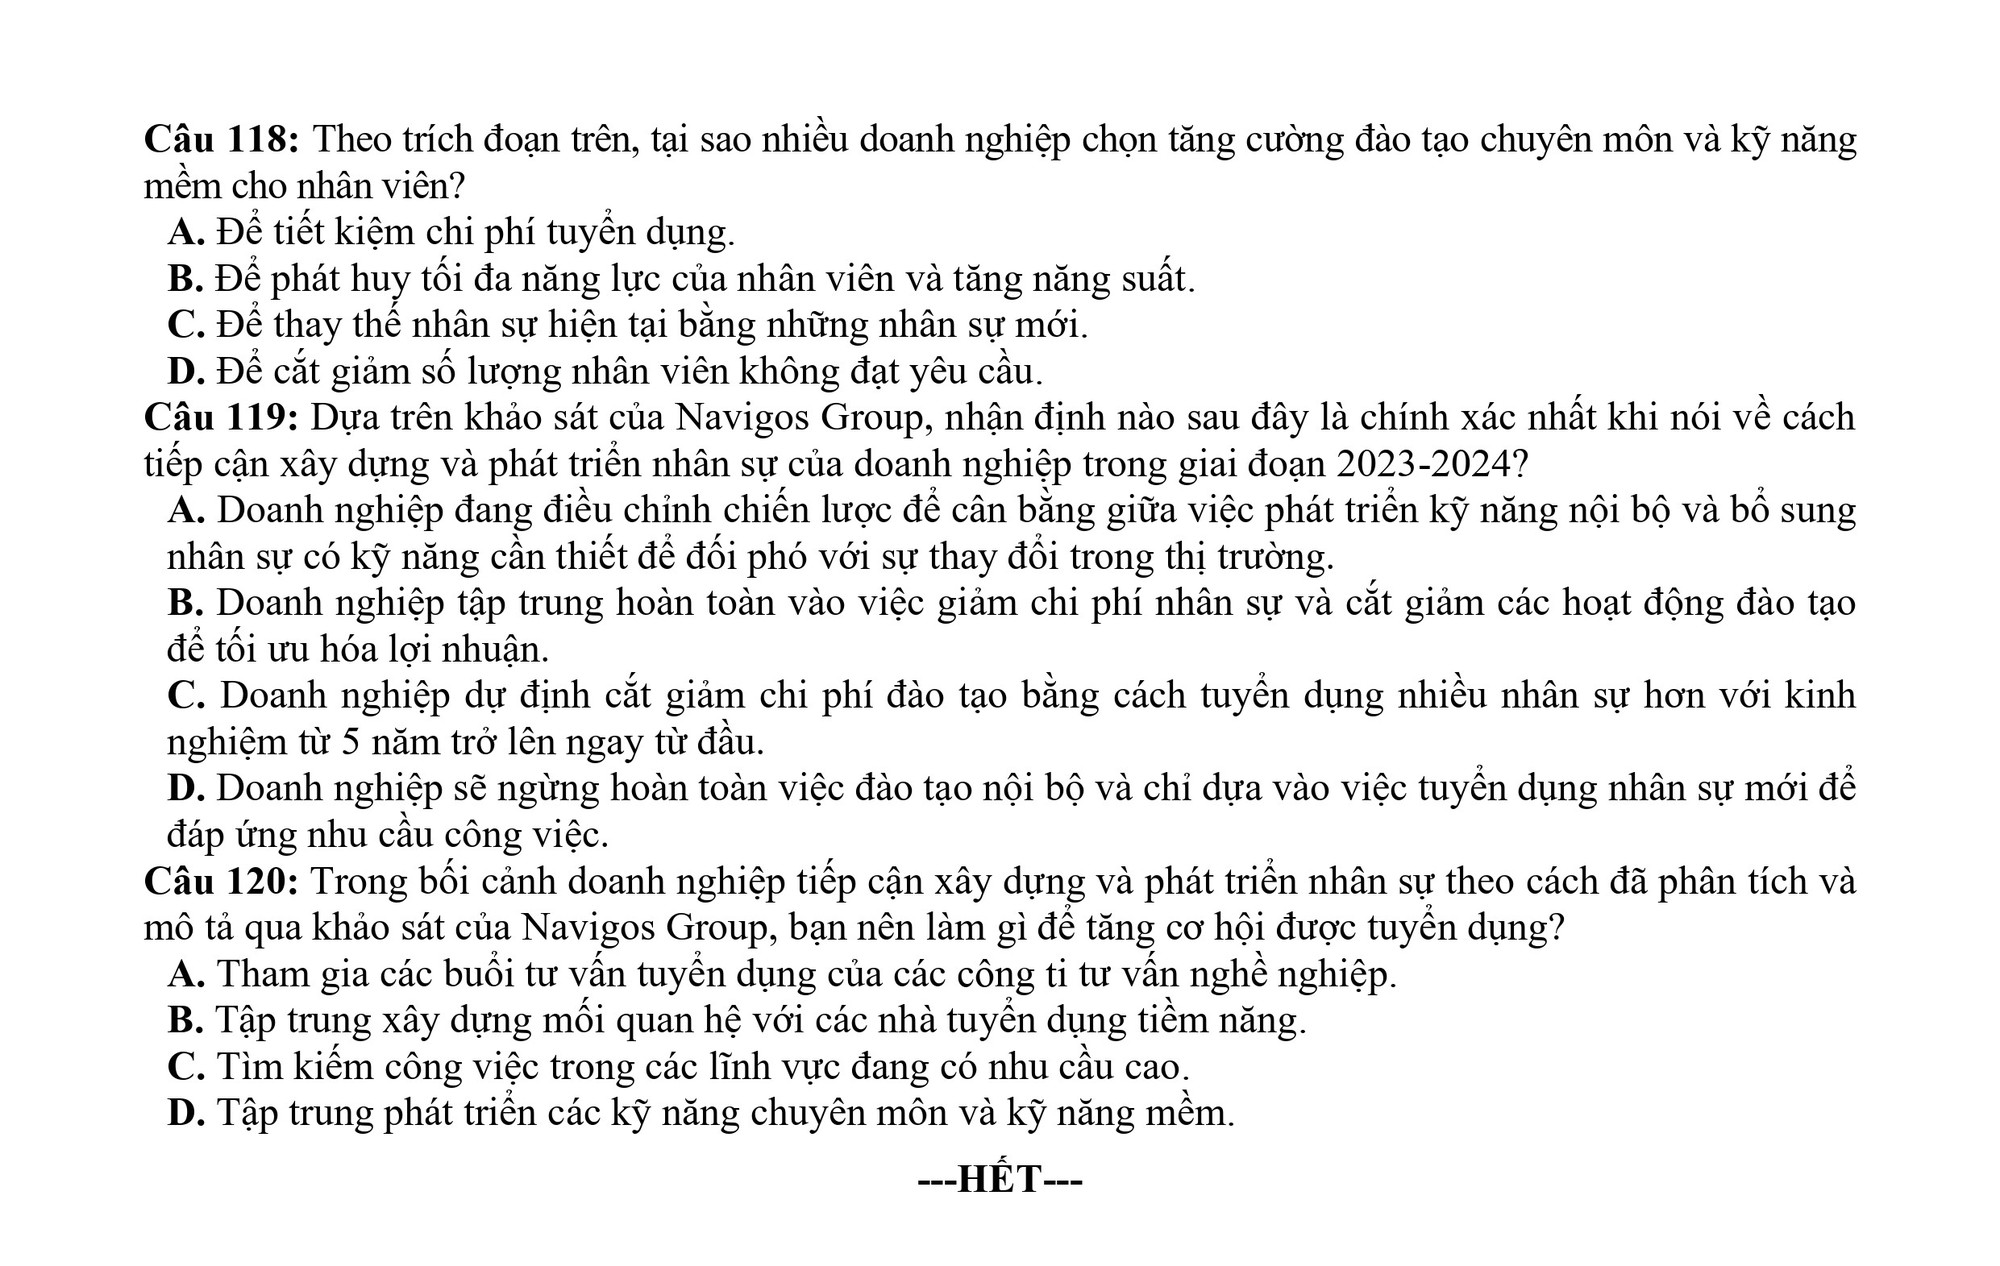 Câu 118: Theo trích đoạn trên, tại sao nhiều doanh nghiệp chọn tăng cường đào tạo chuyên môn và kỹ năng
mềm cho nhân viên?
A. Để tiết kiệm chi phí tuyển dụng.
B. Để phát huy tối đa năng lực của nhân viên và tăng năng suất.
C. Để thay thế nhân sự hiện tại bằng những nhân sự mới.
D. Để cắt giảm số lượng nhân viên không đạt yêu cầu.
Câu 119: Dựa trên khảo sát của Navigos Group, nhận định nào sau đây là chính xác nhất khi nói về cách
tiếp cận xây dựng và phát triển nhân sự của doanh nghiệp trong giai đoạn 2023-2024?
A. Doanh nghiệp đang điều chỉnh chiến lược để cân bằng giữa việc phát triển kỹ năng nội bộ và bổ sung
nhân sự có kỹ năng cần thiết để đối phó với sự thay đổi trong thị trường.
B. Doanh nghiệp tập trung hoàn toàn vào việc giảm chi phí nhân sự và cắt giảm các hoạt động đào tạo
để tối ưu hóa lợi nhuận.
C. Doanh nghiệp dự định cắt giảm chi phí đào tạo bằng cách tuyển dụng nhiều nhân sự hơn với kinh
nghiệm từ 5 năm trở lên ngay từ đầu.
D. Doanh nghiệp sẽ ngừng hoàn toàn việc đào tạo nội bộ và chỉ dựa vào việc tuyển dụng nhân sự mới để
đáp ứng nhu cầu công việc.
Câu 120: Trong bối cảnh doanh nghiệp tiếp cận xây dựng và phát triển nhân sự theo cách đã phân tích và
mô tả qua khảo sát của Navigos Group, bạn nên làm gì để tăng cơ hội được tuyển dụng?
A. Tham gia các buổi tư vấn tuyển dụng của các công ti tư vấn nghề nghiệp.
B. Tập trung xây dựng mối quan hệ với các nhà tuyển dụng tiềm năng.
C. Tìm kiếm công việc trong các lĩnh vực đang có nhu cầu cao.
D. Tập trung phát triển các kỹ năng chuyên môn và kỹ năng mềm.
---HẾT---